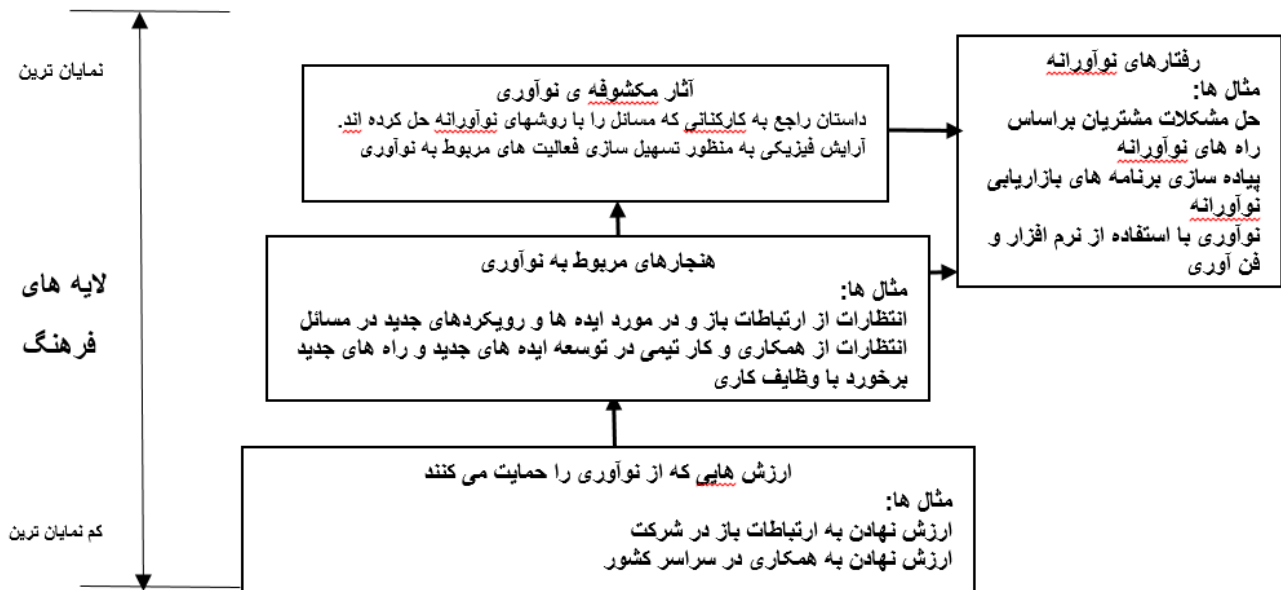 نمایان ترین
لایه های
فرهنگ
کم نمایان ترین
رفتارهای نوآورانه
مثال ها:
حل مشکلات مشتریان براساس
راه های نوآورانه
پیاده سازی برنامه های بازاریابی
نوآورانه
نوآوری با استفاده از نرم افزار و
فن آوری
آثار مکشوفه ی نوآوری
داستان راجع به کارکنانی که مسائل را با روشهای نوآورانه حل کرده اند.
آرایش فیزیکی به منظور تسهیل سازی فعالیت های مربوط به نوآوری
هنجارهای مربوط به نوآوری
مثال ها:
انتظارات از ارتباطات باز و در مورد ایده ها و رویکردهای جدید در مسائل
انتظارات از همکاری و کار تیمی در توسعه ایده های جدید و راه های جدید
برخورد با وظایف کاری
ارزش هایی که از نوآوری را حمایت می کنند
مثال ها:
ارزش نهادن به ارتباطات باز در شرکت
ارزش نهادن به همکاری در سراسر کشور